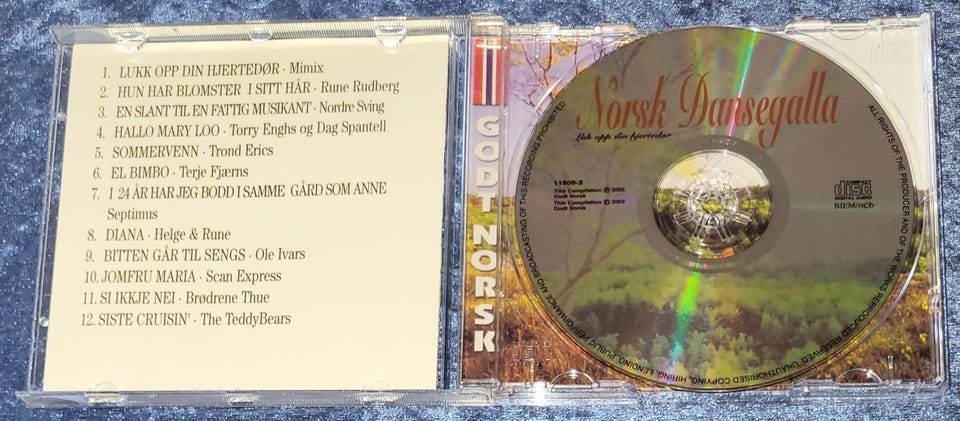 1. LUKK OPP DIN HJERTEDØR · Mimix
2. HUN HAR BLOMSTER I SITT HÅR · Rune Rudberg
3. EN SLANT TIL EN FATTIG MUSIKANT · Nordre Sving
4. HALLO MARY LOO · Torry Enghs og Dag Spantell
5. SOMMERVENN · Trond Erics
6. EL BIMBO · Terje Fjærns
7. I 24 ÅR HAR JEG BODD I SAMME GÅRD SOM ANNE
Septimus
8. DIANA · Helge & Rune
9. BITTEN GÅR TIL SENGS · Ole Ivars
10. JOMFRU MARIA · Scan Express
11. SI IKKJE NEI · Brødrene Thue
12. SISTE CRUISIN' · The TeddyBears
GODT NORSK
Norsk Dansegalla
Luk opp din hjertedør
11809-2
This Compilation ℗ 2002
Godt Norsk
This Compilation © 2002
Godt Norsk
COMPACT
disc
DIGITAL AUDIO
BIEM/ncb
ALL RIGHTS OF THE PRODUCER AND OF THE WORKS REPRODUCED RESERVED. UNAUTHORISED COPYING, HIRING, LENDING, PUBLIC PERFORMANCE AND BROADCASTING OF THIS RECORDING PROHIBITED